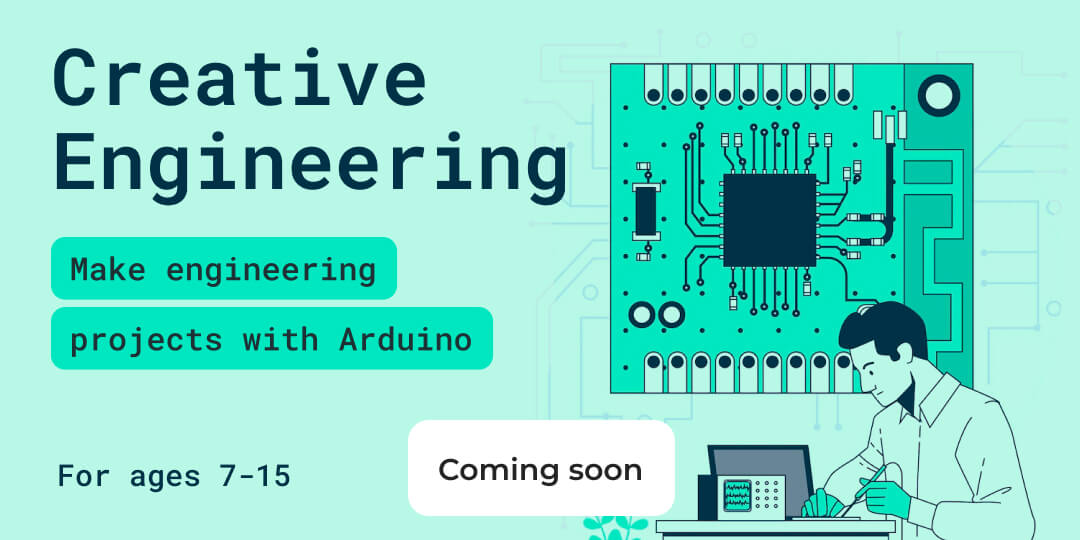 Creative
Engineering
Make engineering
projects with Arduino
For ages 7-15
Coming soon